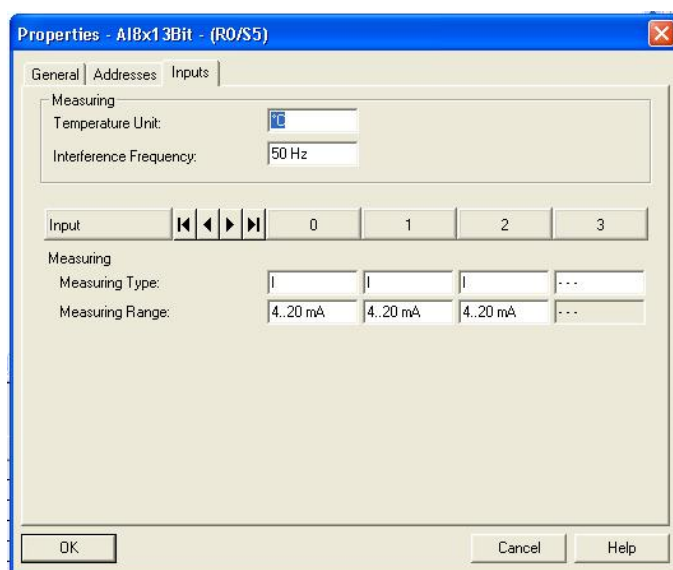 Properties - AI8x13Bit - (R0/S5)
General Addresses Inputs
Measuring
Temperature Unit: °C
Interference Frequency: 50 Hz
Input 0 1 2 3
Measuring
Measuring Type: I I I ---
Measuring Range: 4..20 mA 4..20 mA 4..20 mA ---
OK Cancel Help